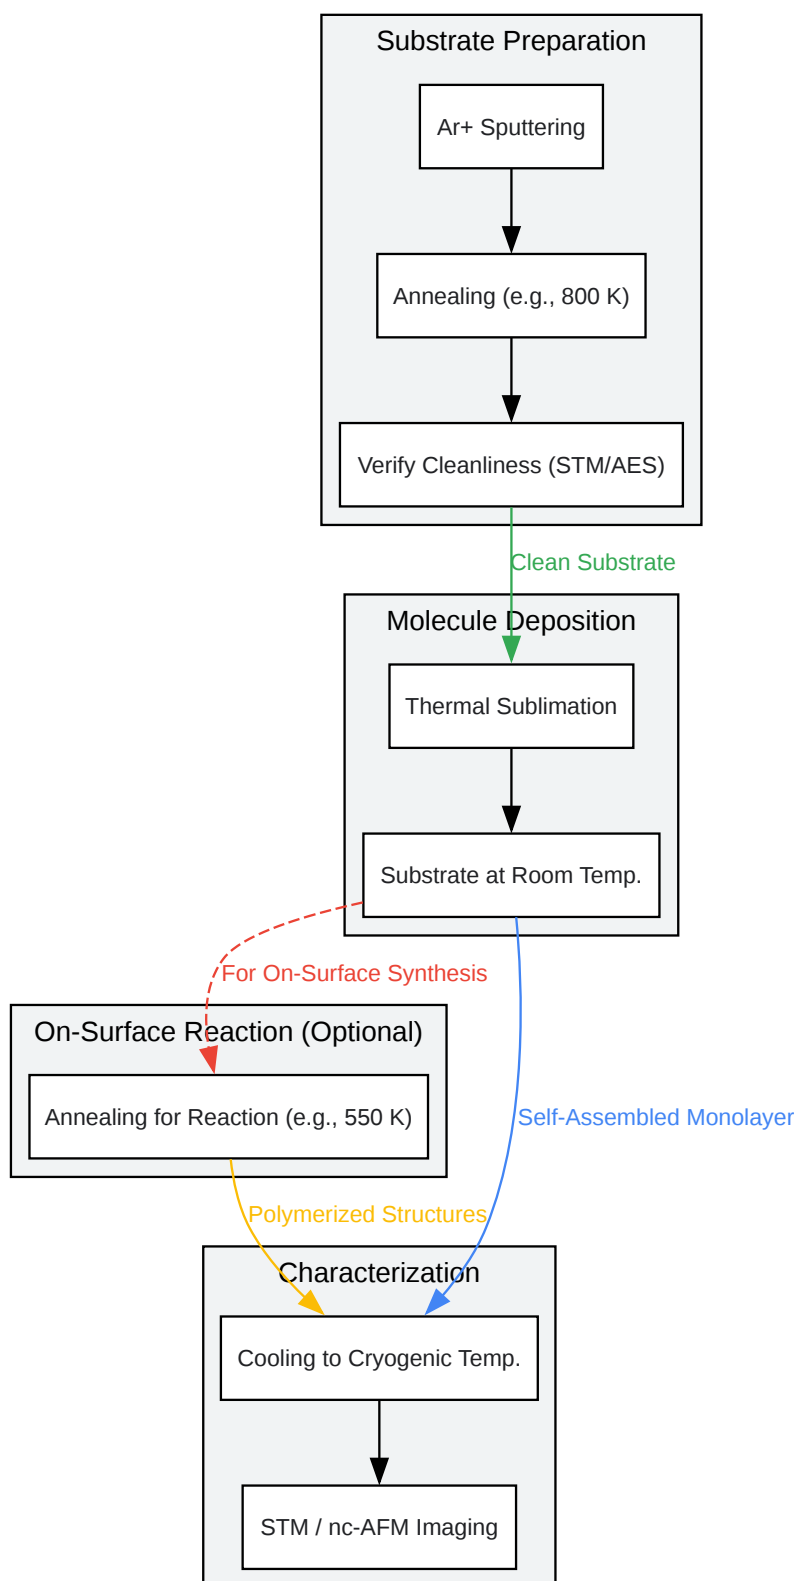 Substrate Preparation
Ar+ Sputtering
Annealing (e.g., 800 K)
Verify Cleanliness (STM/AES)
Clean Substrate
Molecule Deposition
Thermal Sublimation
Substrate at Room Temp.
For On-Surface Synthesis
On-Surface Reaction (Optional)
Annealing for Reaction (e.g., 550 K)
Self-Assembled Monolayer
Polymerized Structures
Characterization
Cooling to Cryogenic Temp.
STM / nc-AFM Imaging